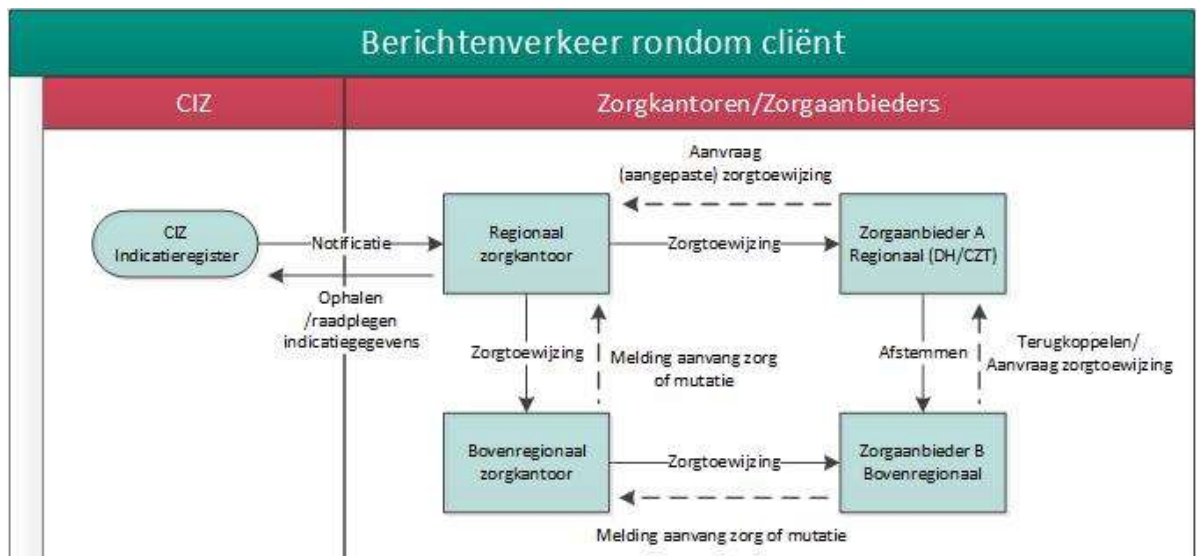 Berichtenverkeer rondom cliënt
CIZ
Zorgkantoren/Zorgaanbieders
Aanvraag
(aangepaste) zorgtoewijzing
CIZ
Indicatieregister
Notificatie
Regionaal
zorgkantoor
Zorgtoewijzing
Zorgaanbieder A
Regionaal (DH/CZT)
Ophalen
/raadplegen
indicatiegegevens
Zorgtoewijzing
Melding aanvang zorg
of mutatie
Afstemmen
Terugkoppelen/
Aanvraag zorgtoewijzing
Bovenregionaal
zorgkantoor
Zorgtoewijzing
Zorgaanbieder B
Bovenregionaal
Melding aanvang zorg of mutatie